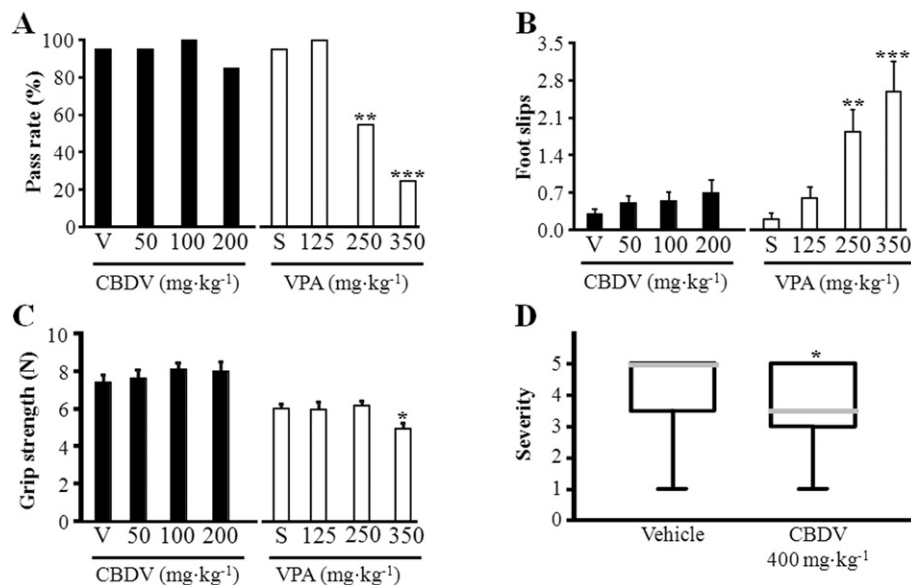 A
Pass rate (%)
100
80
60
40
20
0
**
***
V 50 100 200 S 125 250 350
CBDV (mg·kg⁻¹) VPA (mg·kg⁻¹)
B
Foot slips
3.5
2.8
2.1
1.4
0.7
0.0
**
***
V 50 100 200 S 125 250 350
CBDV (mg·kg⁻¹) VPA (mg·kg⁻¹)
C
Grip strength (N)
10
8
6
4
2
0
*
V 50 100 200 S 125 250 350
CBDV (mg·kg⁻¹) VPA (mg·kg⁻¹)
D
Severity
5
4
3
2
1
0
*
Vehicle CBDV
400 mg·kg⁻¹